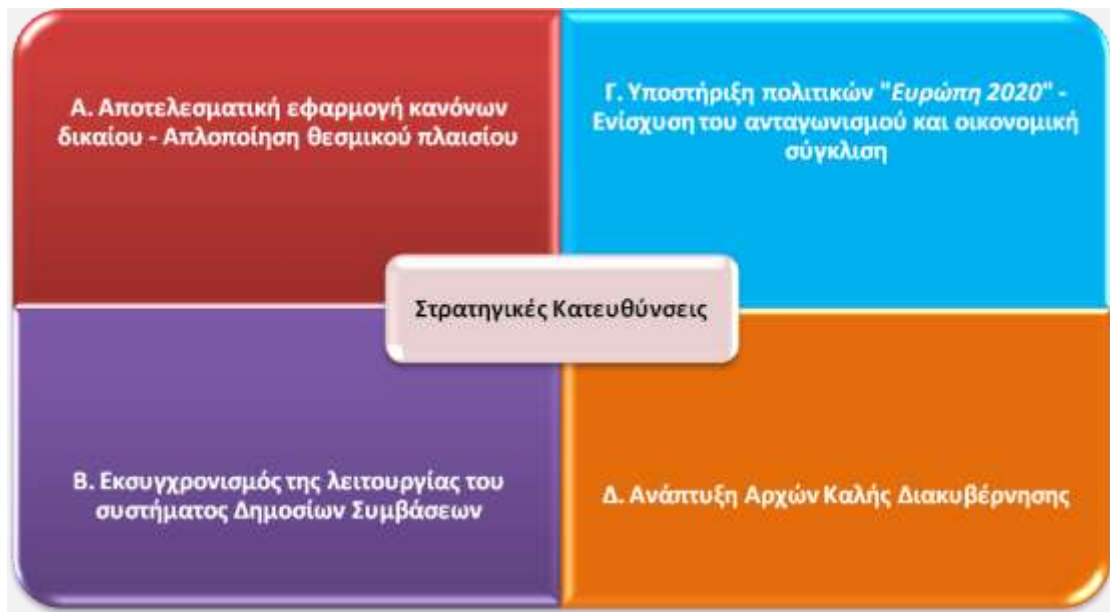 Α. Αποτελεσματική εφαρμογή κανόνων
δικαίου - Απλοποίηση θεσμικού πλαισίου
Γ. Υποστήριξη πολιτικών "Ευρώπη 2020" -
Ενίσχυση του ανταγωνισμού και οικονομική
σύγκλιση
Στρατηγικές Κατευθύνσεις
Β. Εκσυγχρονισμός της λειτουργίας του
συστήματος Δημοσίων Συμβάσεων
Δ. Ανάπτυξη Αρχών Καλής Διακυβέρνησης